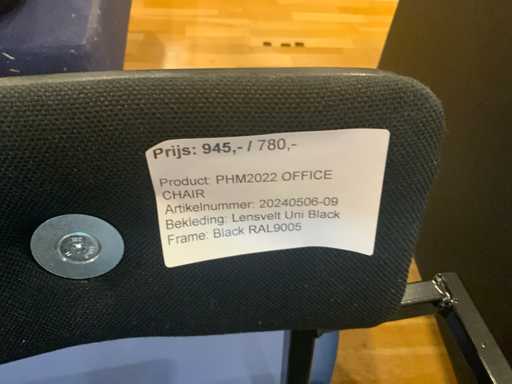 Prijs: 945,- / 780,-
Product: PHM2022 OFFICE
CHAIR
Artikelnummer: 20240506-09
Bekleding: Lensvelt Uni Black
Frame: Black RAL9005